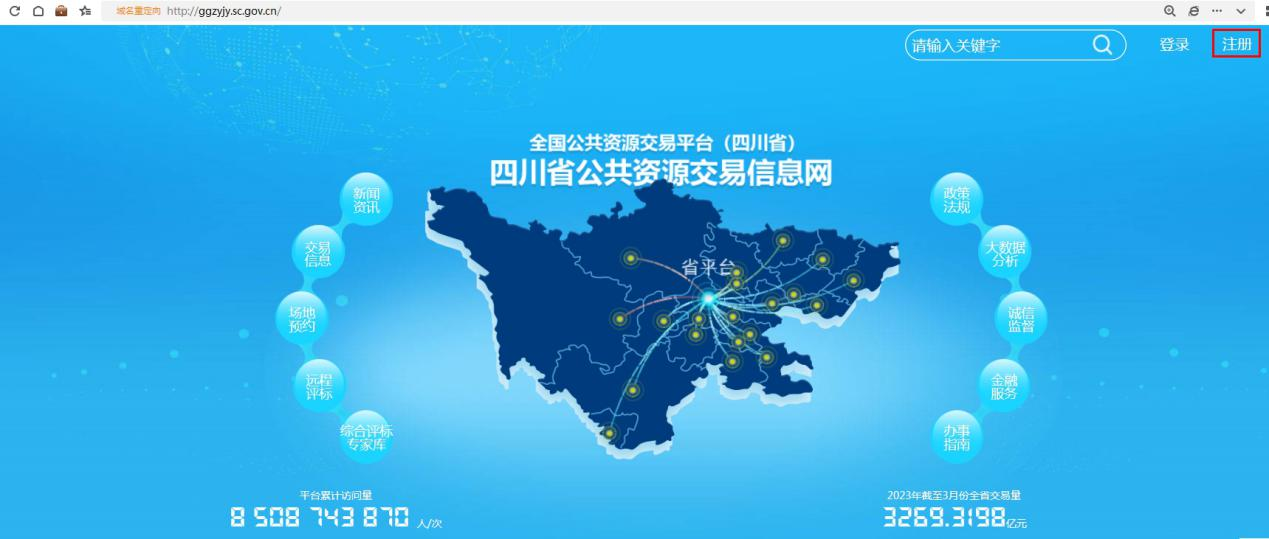 域名重定向 http://ggzyjy.sc.gov.cn/
请输入关键字
登录
注册
全国公共资源交易平台（四川省）
四川省公共资源交易信息网
新闻
资讯
交易
信息
场地
预约
远程
评标
综合评标
专家库
省平台
政策
法规
大数据
分析
诚信
监督
金融
服务
办事
指南
平台累计访问量
8 508 743 870 人/次
2023年截至3月份全省交易量
3269.3198亿元